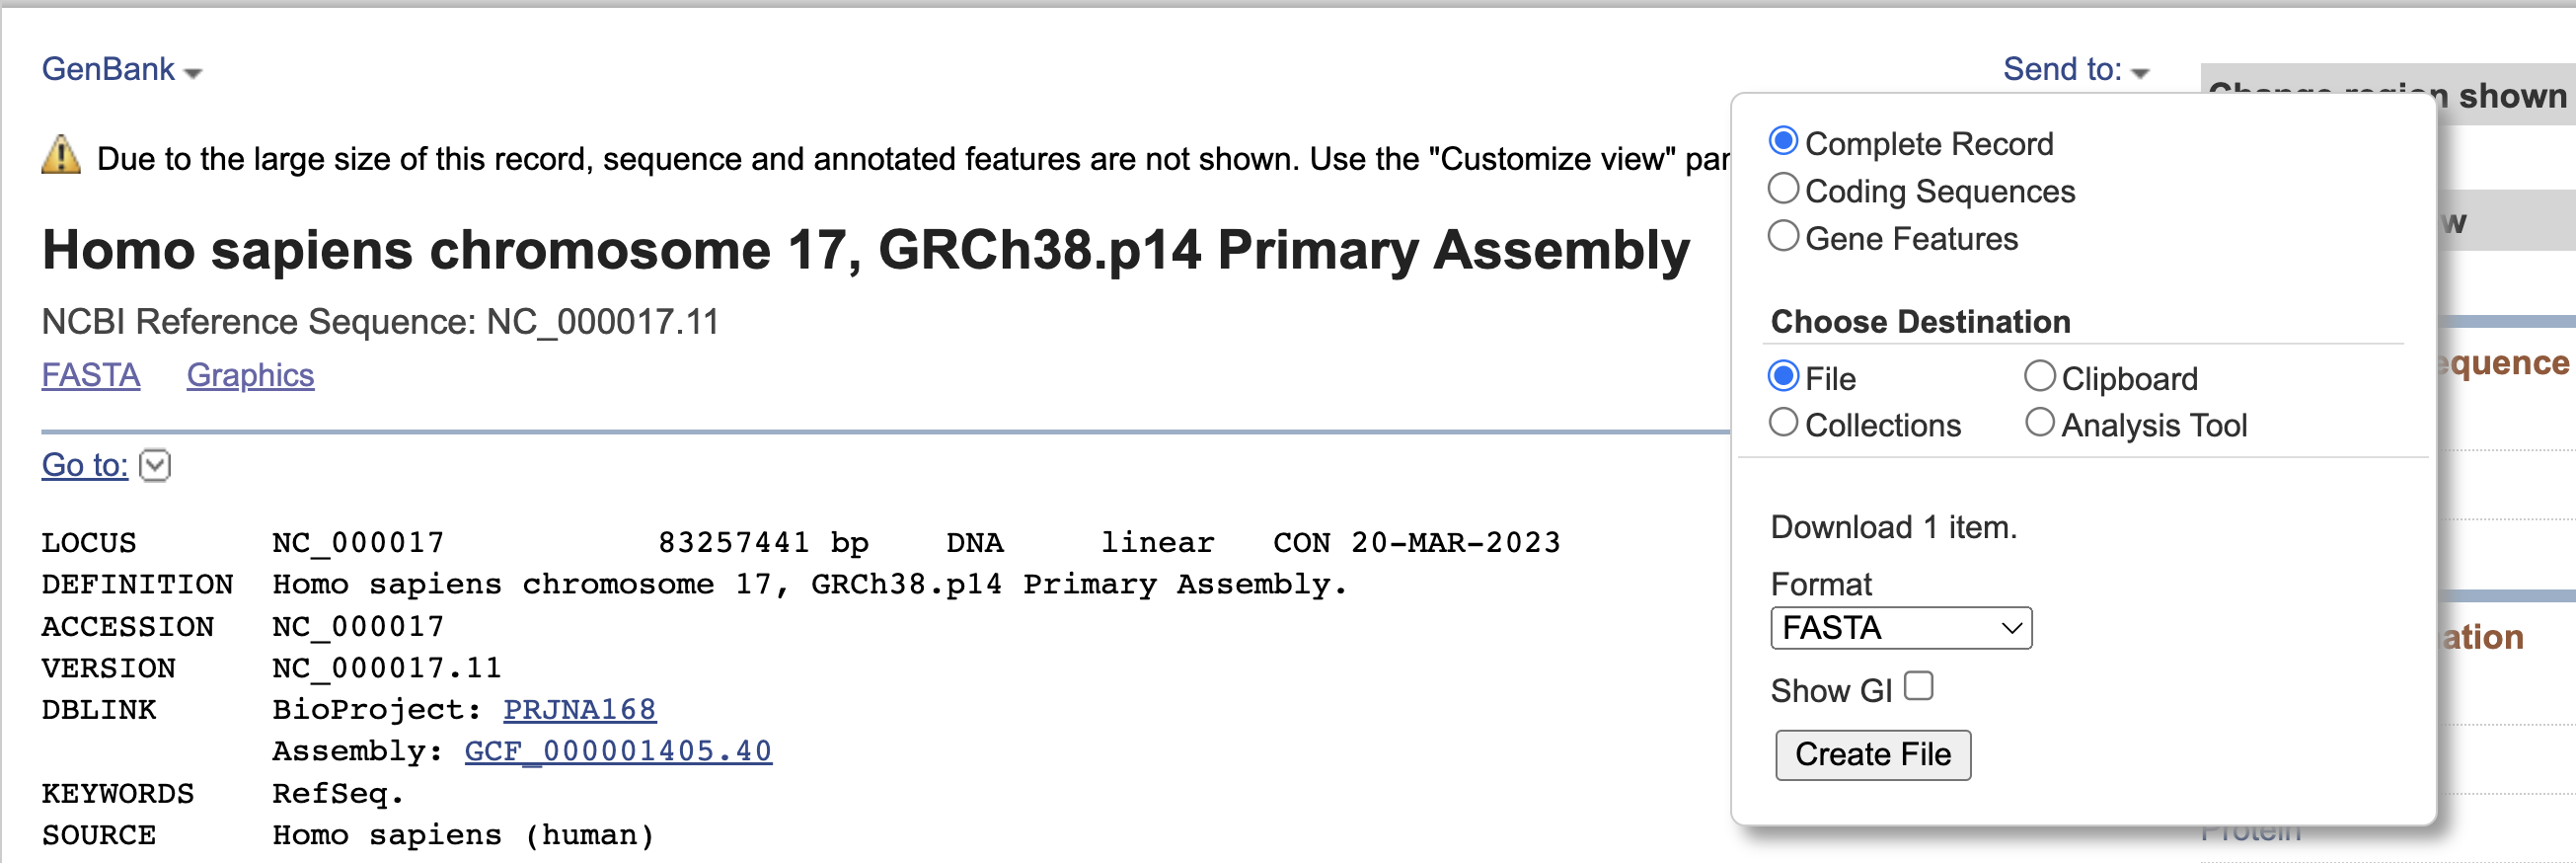 GenBank
Send to:
Change region shown
Due to the large size of this record, sequence and annotated features are not shown. Use the "Customize view"
Homo sapiens chromosome 17, GRCh38.p14 Primary Assembly
NCBI Reference Sequence: NC_000017.11
FASTA Graphics
Go to:
LOCUS NC_000017 83257441 bp DNA linear CON 20-MAR-2023
DEFINITION Homo sapiens chromosome 17, GRCh38.p14 Primary Assembly.
ACCESSION NC_000017
VERSION NC_000017.11
DBLINK BioProject: PRJNA168
Assembly: GCF_000001405.40
KEYWORDS RefSeq.
SOURCE Homo sapiens (human)
Complete Record
Coding Sequences
Gene Features
Choose Destination
File Clipboard
Collections Analysis Tool
Download 1 item.
Format
FASTA
Show GI
Create File
Protein